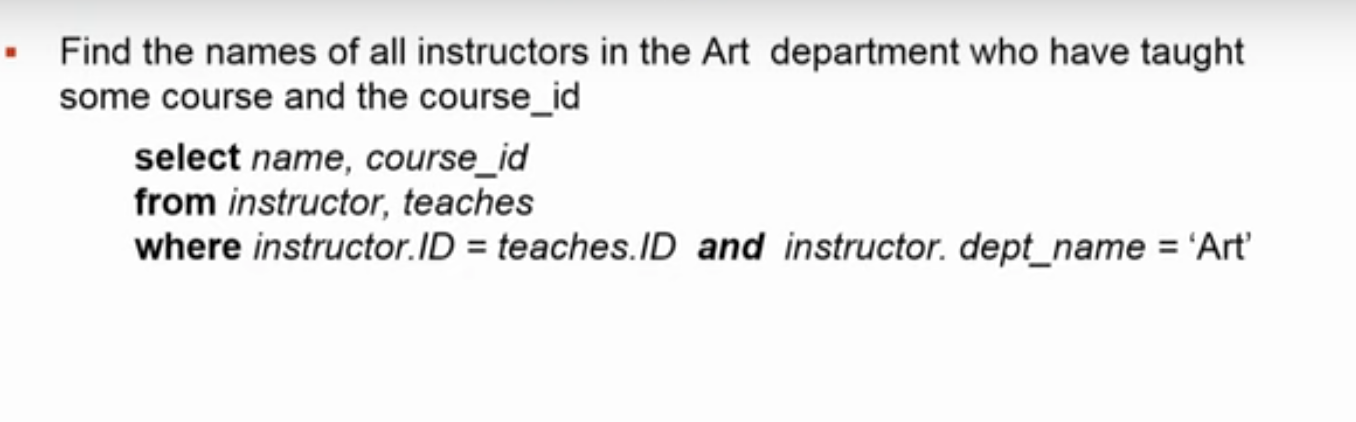 ▪ Find the names of all instructors in the Art department who have taught
some course and the course_id
select name, course_id
from instructor, teaches
where instructor.ID = teaches.ID and instructor. dept_name = ‘Art’